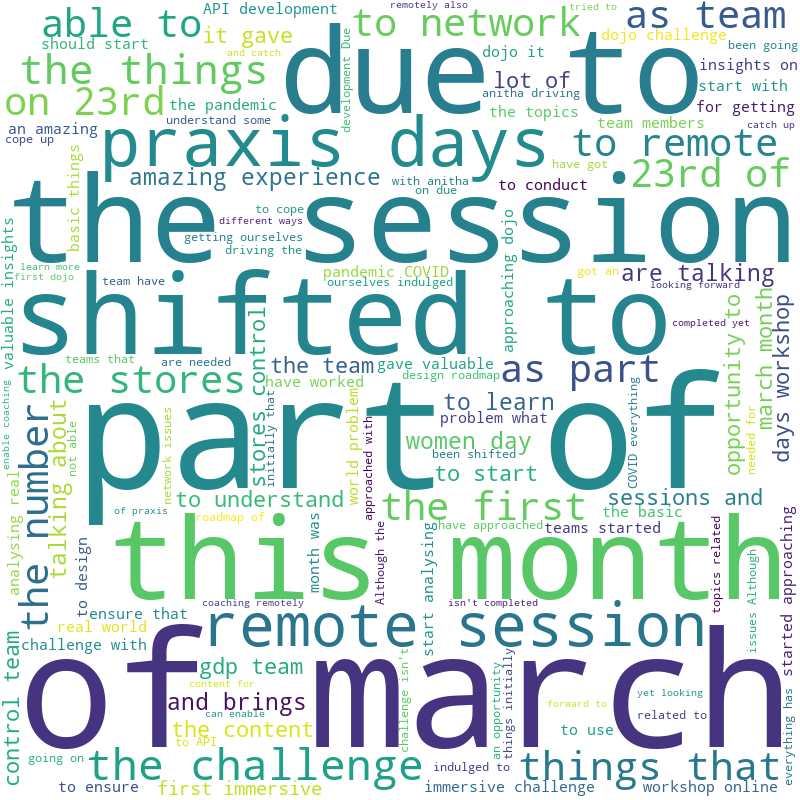 API development
remotely also
tried to
able to
it gave
to network
as team
should start
and catch
dojo challenge
been going
due to
development Due
dojo it
the things
lot of
insights on
start with
on 23rd
the pandemic
anitha driving
for getting
understand some
the topics
team members
catch up
an amazing
cope up
praxis days
to remote
basic things
amazing experience
with anitha
on due
to conduct
have got
23rd of
the session
to cope
different ways
getting ourselves
driving the
valuable insights
learn more
first dojo
team have
pandemic COVID
ourselves indulged
approaching dojo
got an
are talking
looking forward
shifted to
completed yet
opportunity to
march month
days workshop
teams that
are needed
the team
gave valuable
stores control
initially that
design roadmap
as part
the stores
have worked
world problem
to learn
problem what
COVID everything
enable coaching
the number
talking about
not able
part of
approached with
women day
been shifted
to start
needed for
network issues
analysing real
to understand
the first
sessions and
of praxis
roadmap of
have approached
teams started
the basic
this month
to design
month was
Although the
start analysing
topics related
issues Although
started approaching
coaching remotely
isn't completed
ensure that
real world
challenge with
remote session
control team
gdp team
of march
content for
and brings
can enable
the content
to API
challenge isn't
an opportunity
things initially
yet looking
forward to
related to
to use
everything has
going on
the challenge
indulged to
things that
to ensure
first immersive
immersive challenge
workshop online